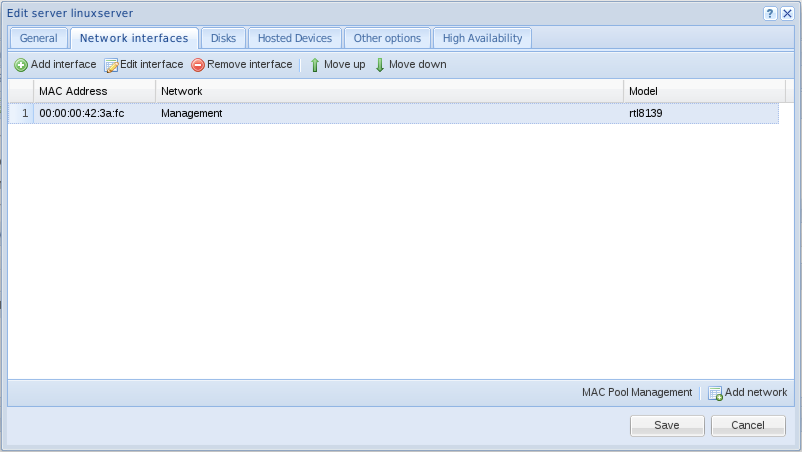 Edit server linuxserver
General Network interfaces Disks Hosted Devices Other options High Availability
Add interface Edit interface Remove interface Move up Move down
MAC Address Network Model
1 00:00:00:42:3a:fc Management rtl8139
MAC Pool Management Add network
Save Cancel